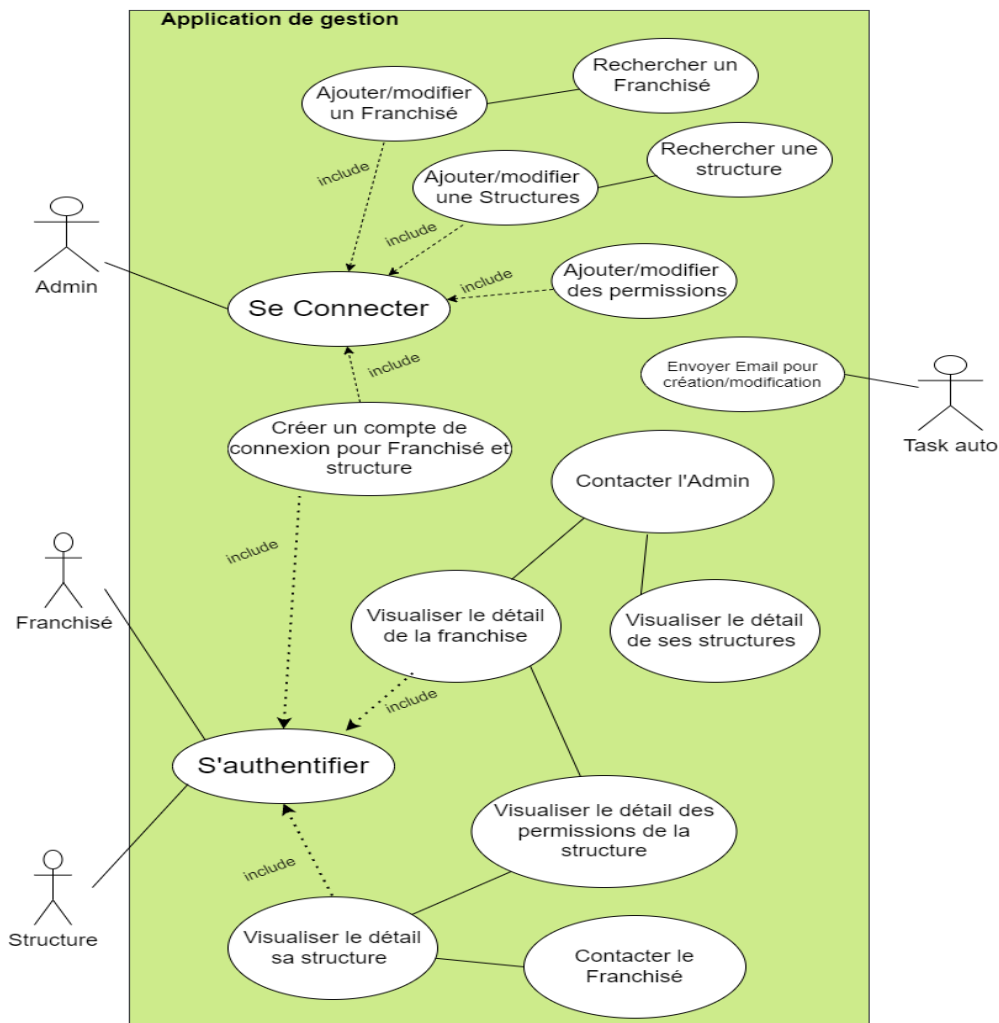 Application de gestion
Rechercher un
Franchisé
Ajouter/modifier
un Franchisé
include
Rechercher une
structure
Ajouter/modifier
une Structures
include
Ajouter/modifier
des permissions
include
Admin
Se Connecter
include
Envoyer Email pour
création/modification
Task auto
Créer un compte de
connexion pour Franchisé et
structure
Contacter l'Admin
include
Franchisé
Visualiser le détail
de la franchise
Visualiser le détail
de ses structures
include
S'authentifier
Visualiser le détail des
permissions de la
structure
include
Structure
Visualiser le détail
sa structure
Contacter le
Franchisé